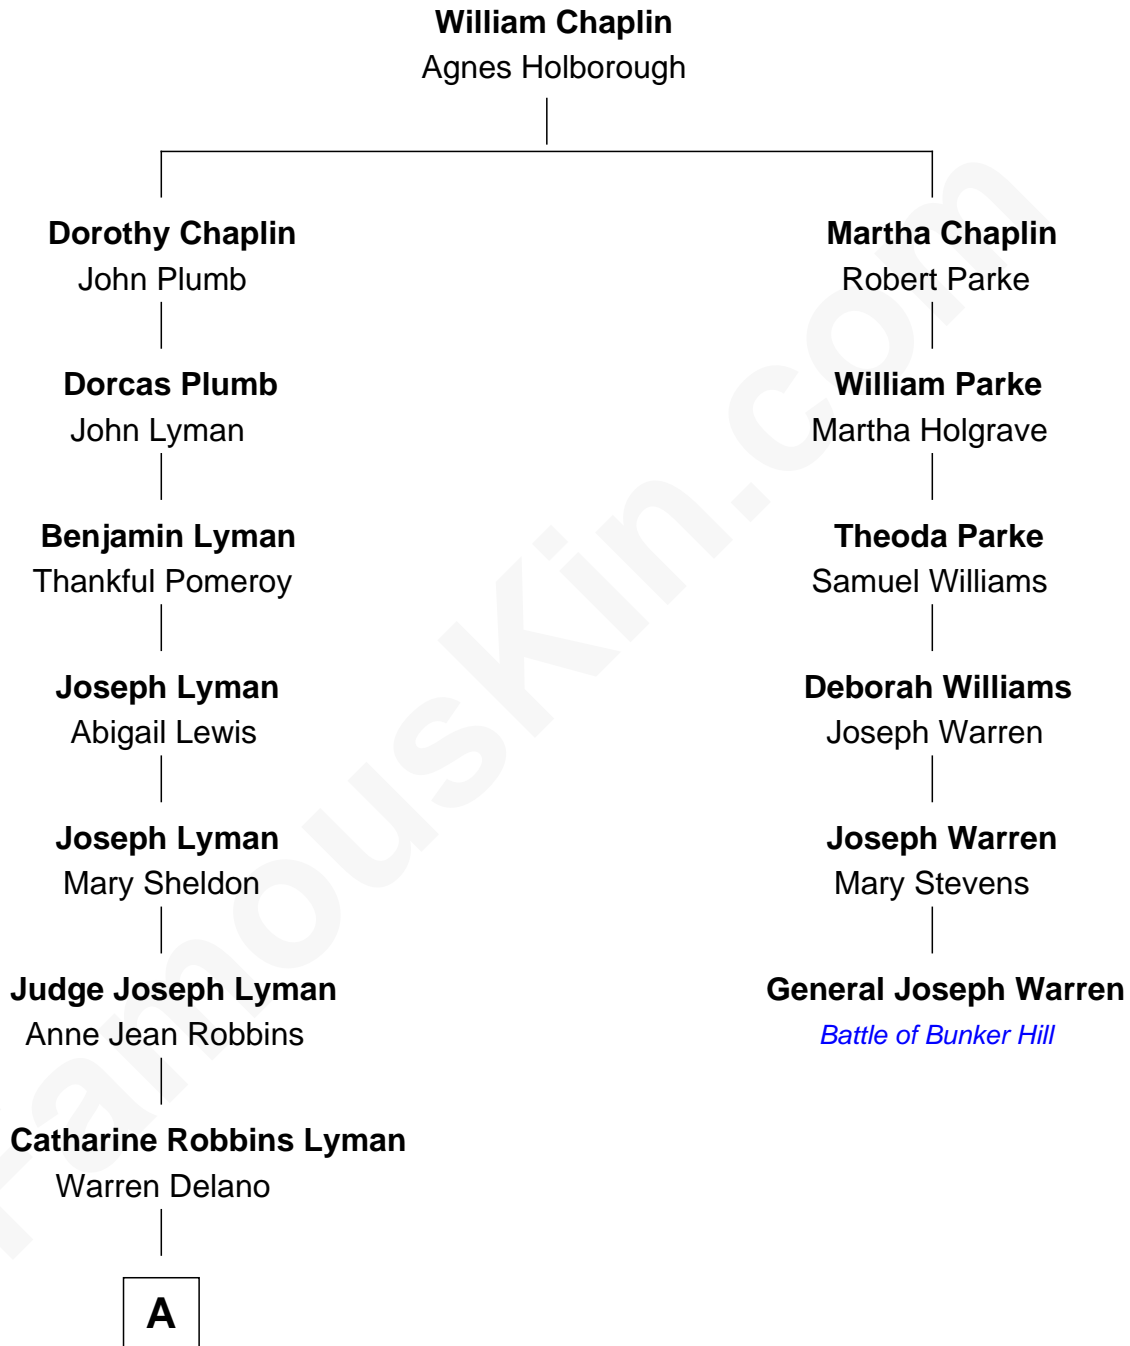 William Chaplin
Agnes Holborough
Dorothy Chaplin
John Plumb
Dorcas Plumb
John Lyman
Benjamin Lyman
Thankful Pomeroy
Joseph Lyman
Abigail Lewis
Joseph Lyman
Mary Sheldon
Judge Joseph Lyman
Anne Jean Robbins
Catharine Robbins Lyman
Warren Delano
A
Martha Chaplin
Robert Parke
William Parke
Martha Holgrave
Theoda Parke
Samuel Williams
Deborah Williams
Joseph Warren
Joseph Warren
Mary Stevens
General Joseph Warren
Battle of Bunker Hill
FamousKin.com